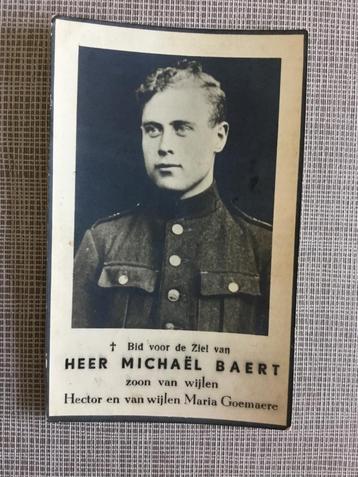 † Bid voor de Ziel van
HEER MICHAËL BAERT
zoon van wijlen
Hector en van wijlen Maria Goemaere